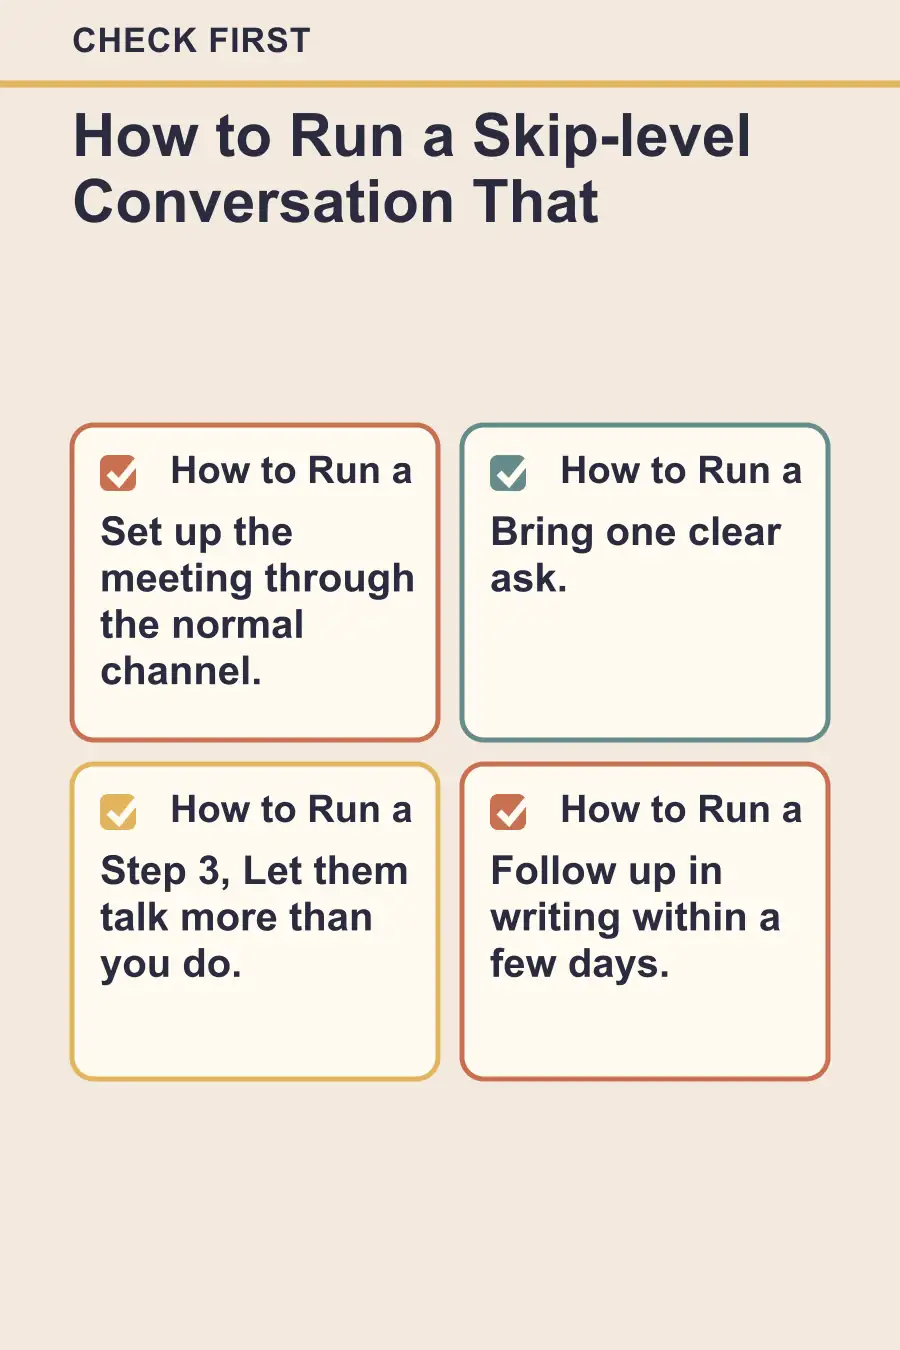 CHECK FIRST
How to Run a Skip-level
Conversation That
How to Run a
Set up the
meeting through
the normal
channel.
How to Run a
Bring one clear
ask.
How to Run a
Step 3, Let them
talk more than
you do.
How to Run a
Follow up in
writing within a
few days.